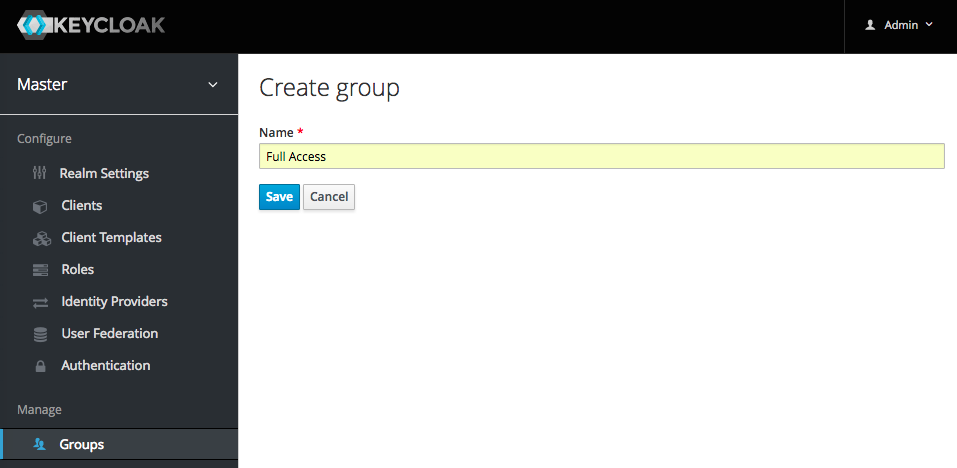 KEYCLOAK
Admin
Master
Configure
Realm Settings
Clients
Client Templates
Roles
Identity Providers
User Federation
Authentication
Manage
Groups
Create group
Name *
Full Access
Save Cancel